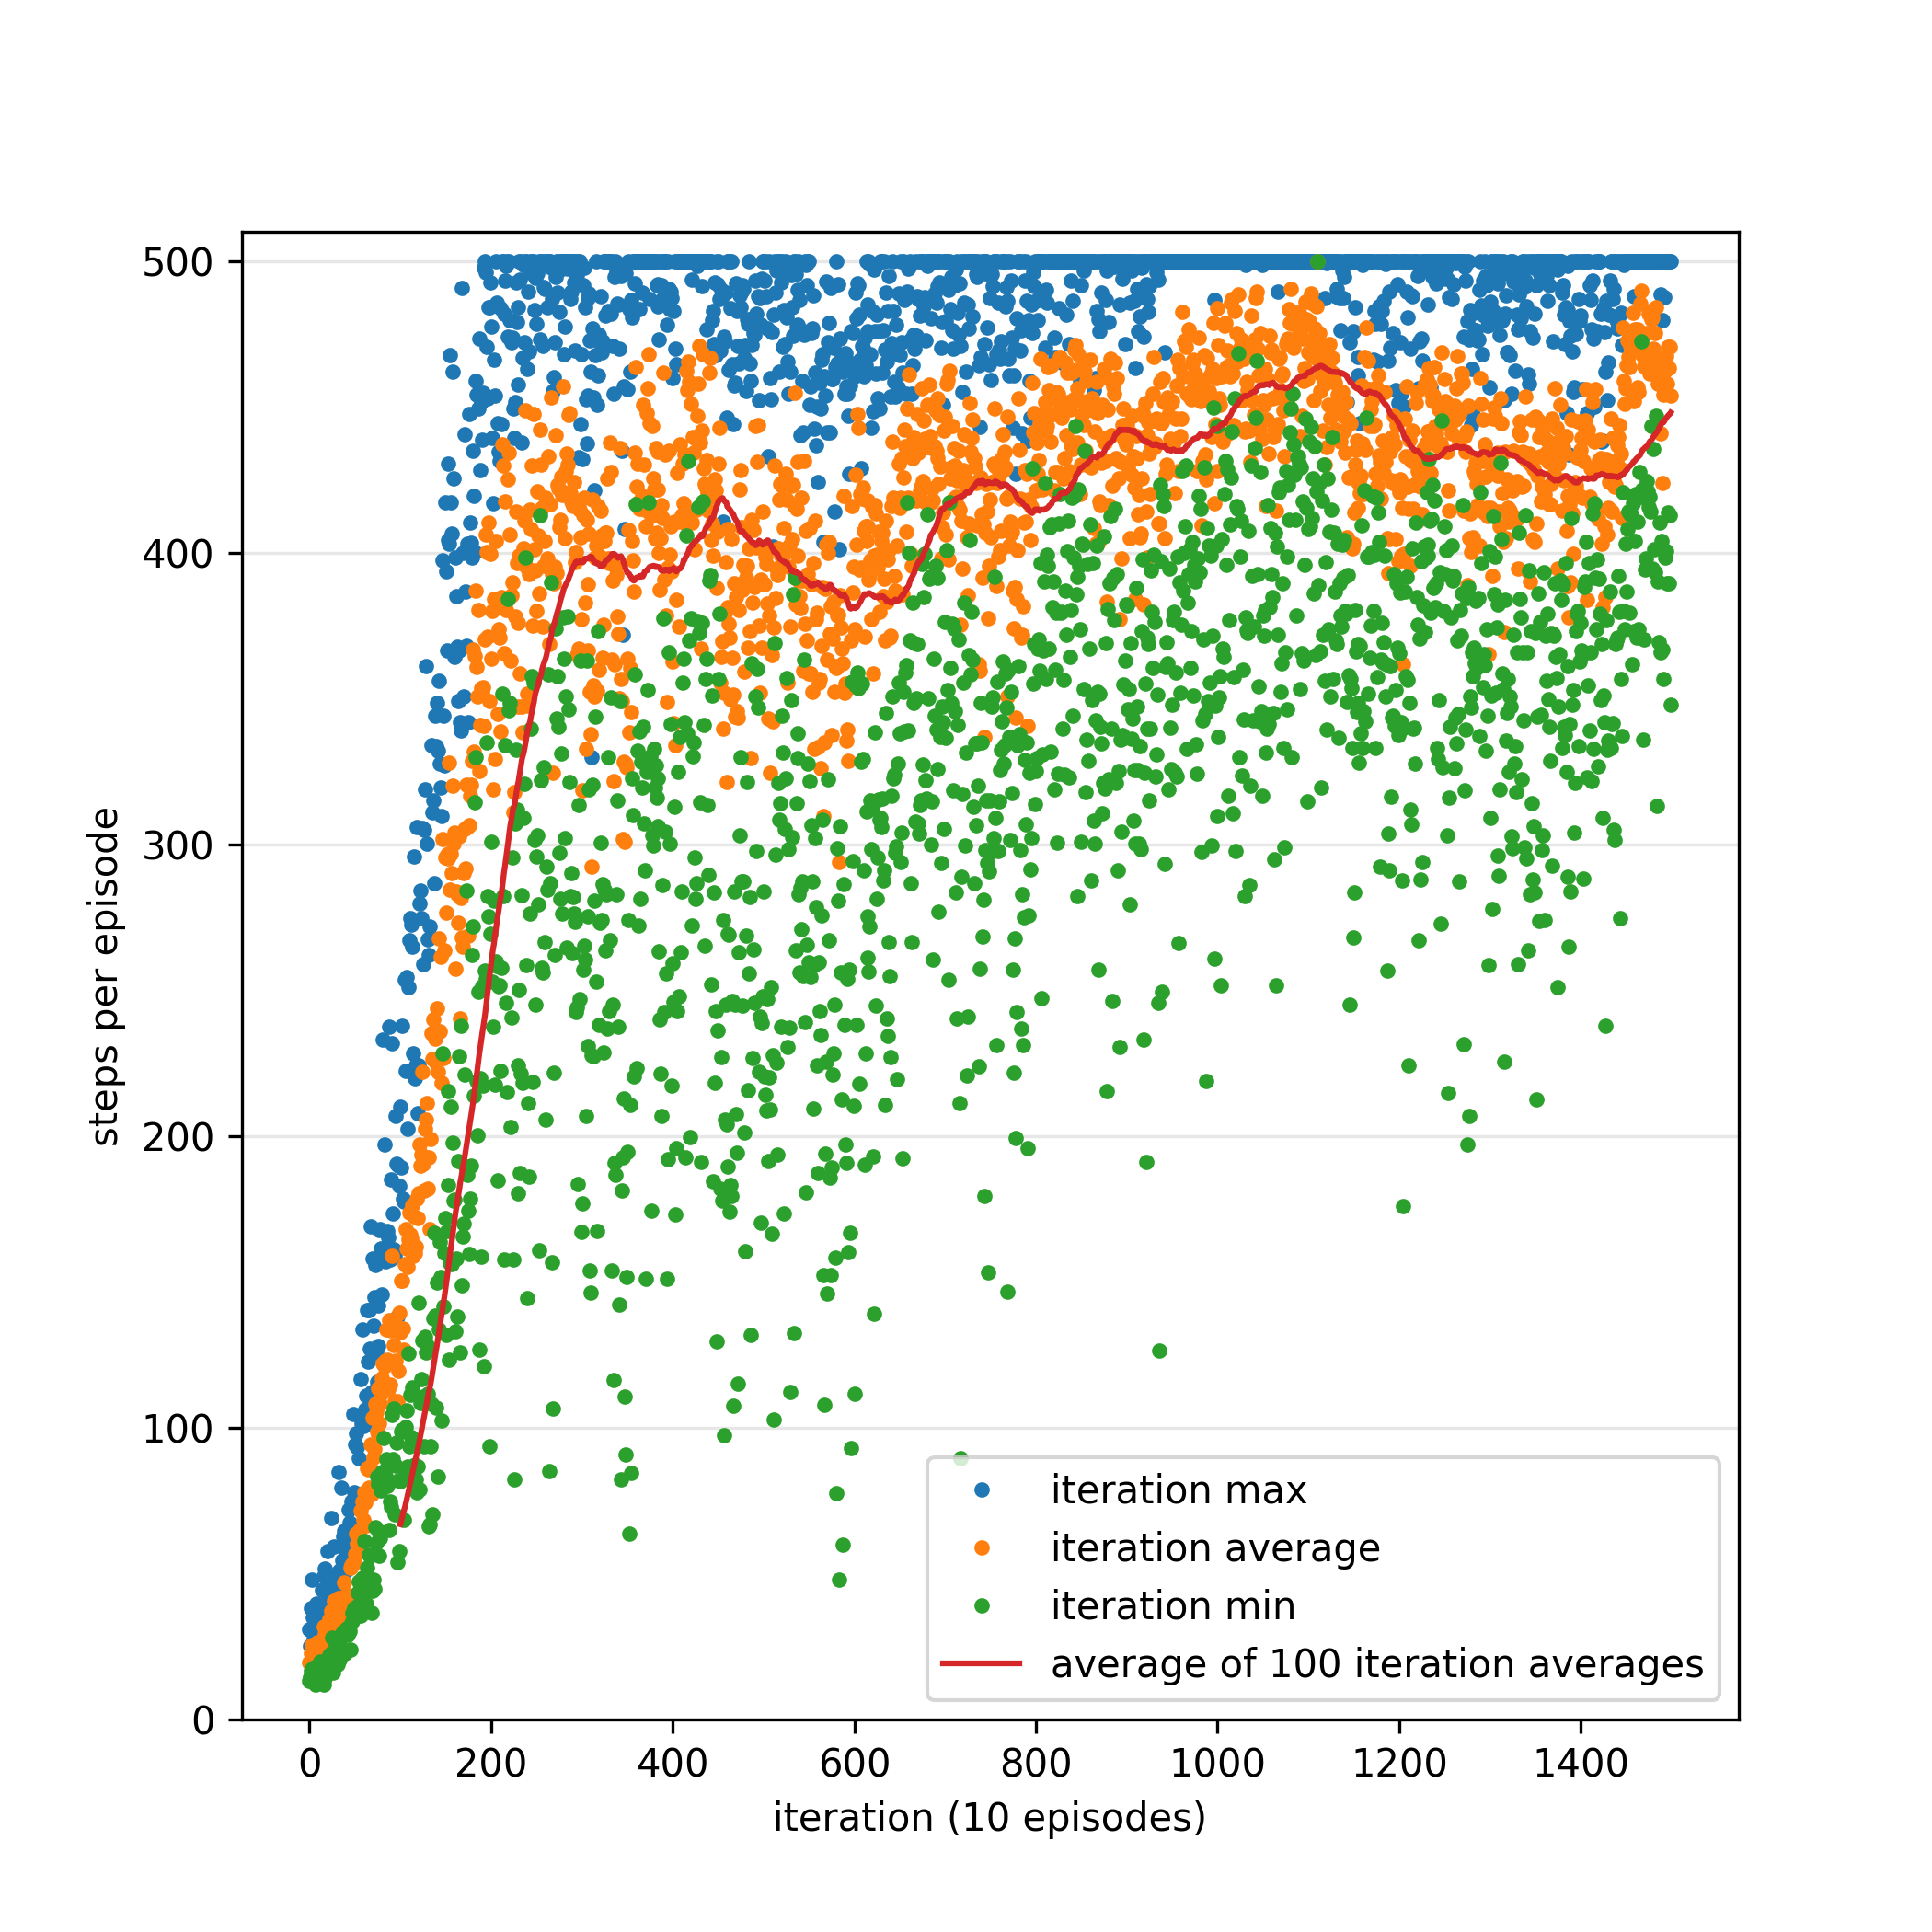 500
400
300
200
100
0
steps per episode
0 200 400 600 800 1000 1200 1400
iteration (10 episodes)
iteration max
iteration average
iteration min
average of 100 iteration averages